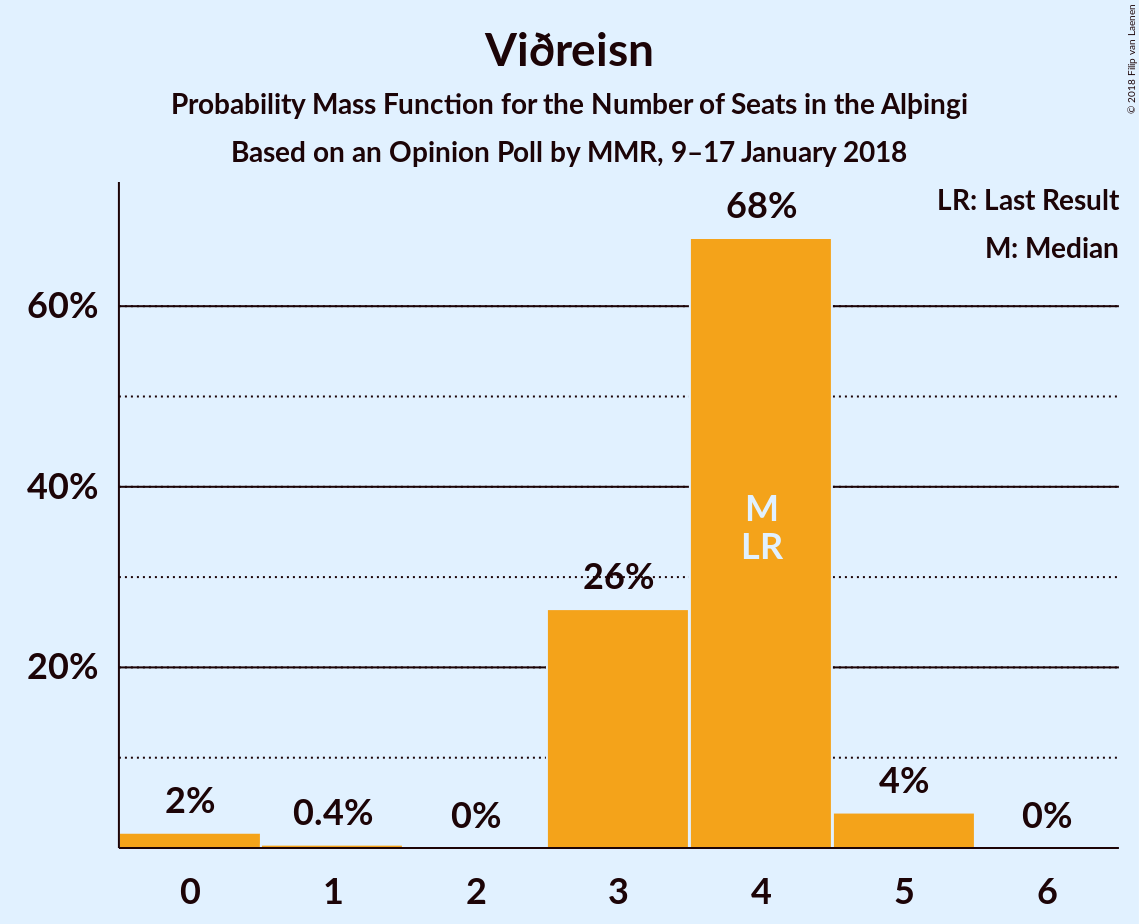 Viðreisn
Probability Mass Function for the Number of Seats in the Alþingi
Based on an Opinion Poll by MMR, 9–17 January 2018
© 2018 Filip van Laenen
LR: Last Result
M: Median
68%
60%
40%
M
LR
26%
20%
2%
0.4%
0%
4%
0%
0 1 2 3 4 5 6